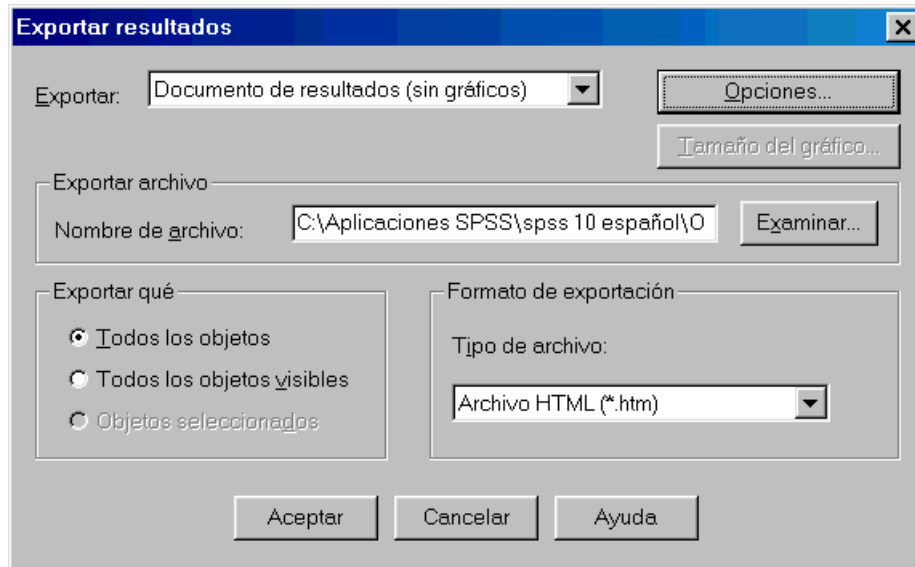 Exportar resultados
Exportar: Documento de resultados (sin gráficos) Opciones...
Tamaño del gráfico...
Exportar archivo
Nombre de archivo: C:\Aplicaciones SPSS\spss 10 español\O Examinar...
Exportar qué
Todos los objetos
Todos los objetos visibles
Objetos seleccionados
Formato de exportación
Tipo de archivo:
Archivo HTML (*.htm)
Aceptar Cancelar Ayuda